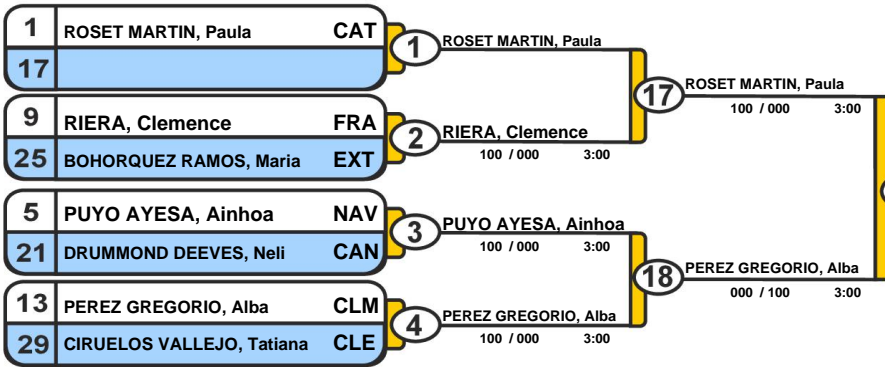 1 ROSET MARTIN, Paula CAT
17
1
ROSET MARTIN, Paula
9 RIERA, Clemence FRA
25 BOHORQUEZ RAMOS, Maria EXT
2
RIERA, Clemence
100 / 000 3:00
17
ROSET MARTIN, Paula
100 / 000 3:00
5 PUYO AYESA, Ainhoa NAV
21 DRUMMOND DEEVES, Neli CAN
3
PUYO AYESA, Ainhoa
100 / 000 3:00
13 PEREZ GREGORIO, Alba CLM
29 CIRUELOS VALLEJO, Tatiana CLE
4
PEREZ GREGORIO, Alba
100 / 000 3:00
18
PEREZ GREGORIO, Alba
000 / 100 3:00